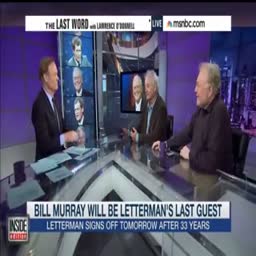 THE LAST WORD WITH LAWRENCE O'DONNELL
LIVE
msnbc.com
BILL MURRAY WILL BE LETTERMAN'S LAST GUEST
LETTERMAN SIGNS OFF TOMORROW AFTER 33 YEARS
INSIDE